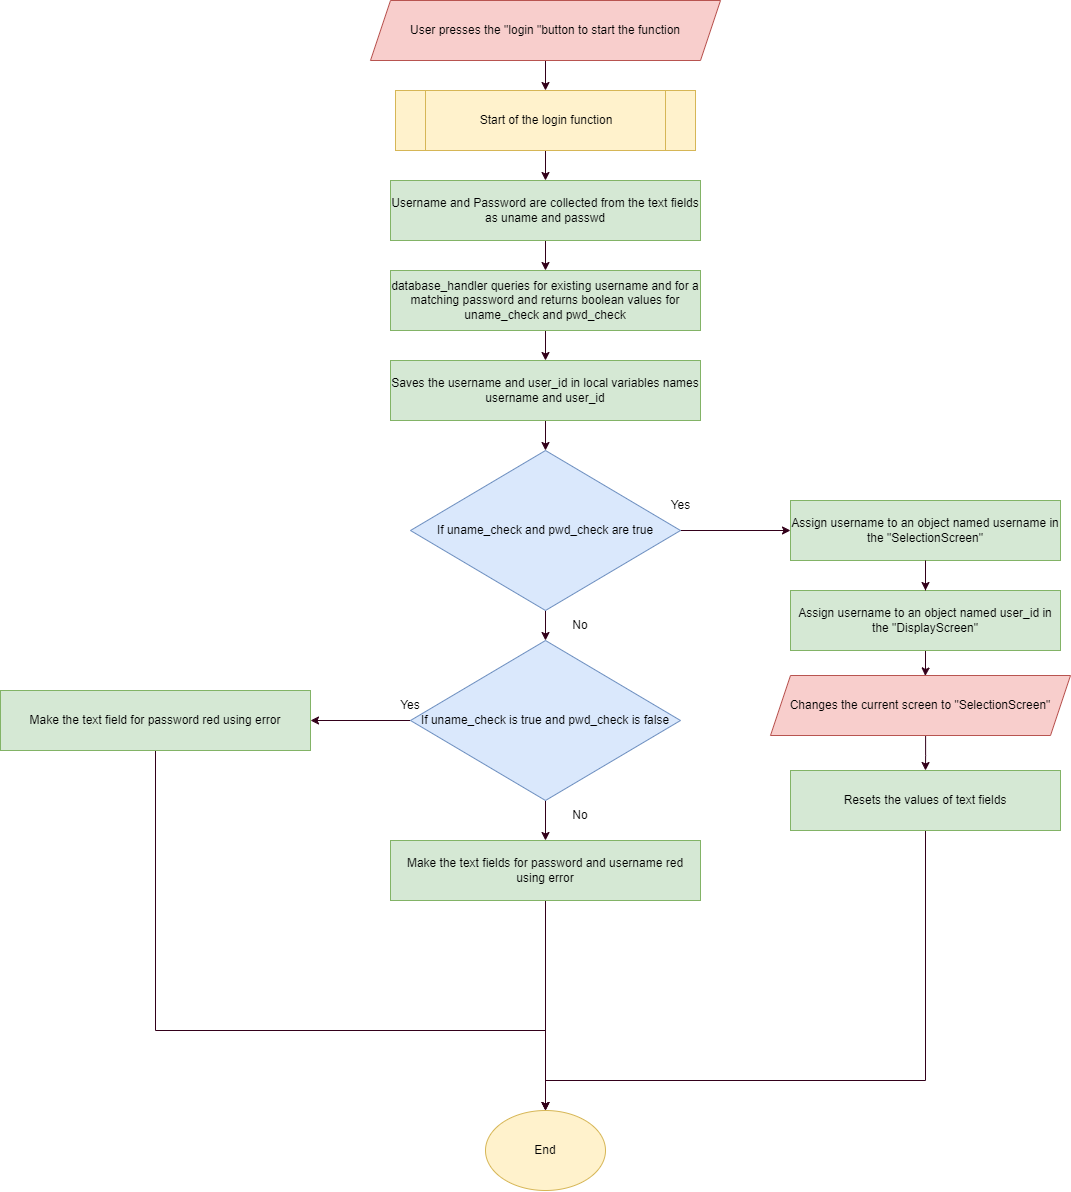 User presses the "login "button to start the function
Start of the login function
Username and Password are collected from the text fields
as uname and passwd
database_handler queries for existing username and for a
matching password and returns boolean values for
uname_check and pwd_check
Saves the username and user_id in local variables names
username and user_id
If uname_check and pwd_check are true
Yes
Assign username to an object named username in
the "SelectionScreen"
Assign username to an object named user_id in
the "DisplayScreen"
Changes the current screen to "SelectionScreen"
Resets the values of text fields
No
If uname_check is true and pwd_check is false
Yes
Make the text field for password red using error
No
Make the text fields for password and username red
using error
End